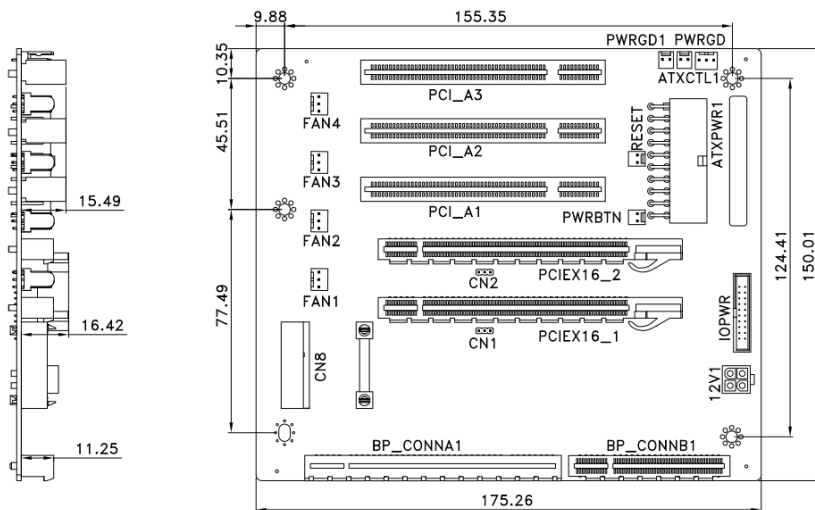 9.88
155.35
PWRGD1 PWRGD
ATXCTL1
10.35
PCI_A3
FAN4
RESET
ATXPWR1
45.51
PCI_A2
FAN3
15.49
PCI_A1
PWRBTN
FAN2
124.41
150.01
CN2
PCIEX16_2
FAN1
77.49
16.42
CN1
PCIEX16_1
IOPWR
CN8
12V1
11.25
BP_CONNA1
BP_CONNB1
175.26